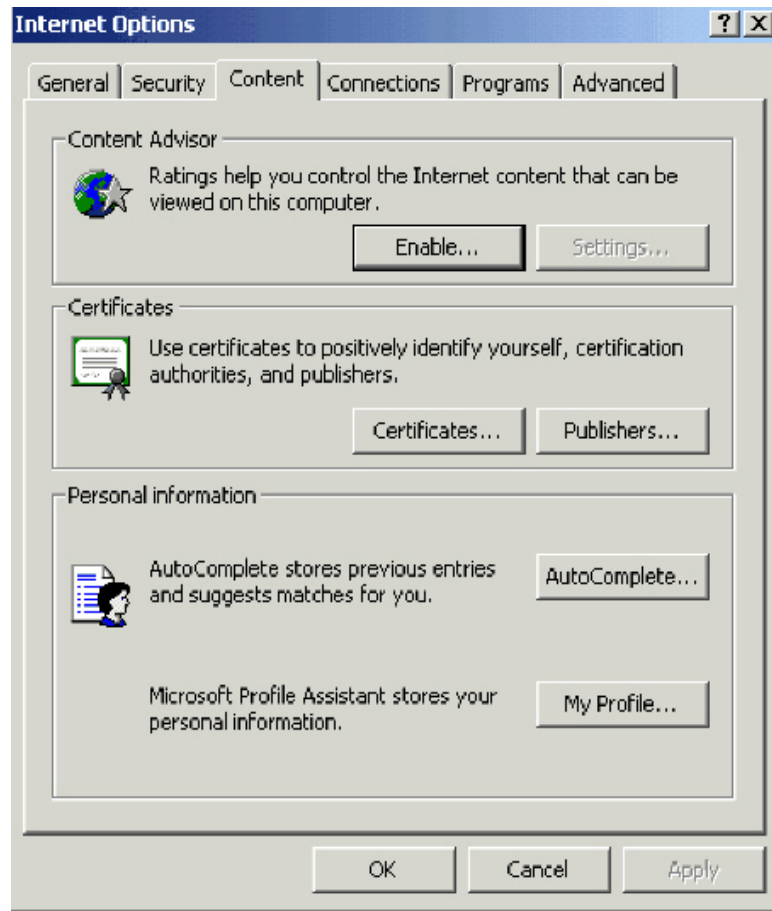 Internet Options
General Security Content Connections Programs Advanced
Content Advisor
Ratings help you control the Internet content that can be
viewed on this computer.
Enable... Settings...
Certificates
Use certificates to positively identify yourself, certification
authorities, and publishers.
Certificates... Publishers...
Personal information
AutoComplete stores previous entries
and suggests matches for you.
AutoComplete...
Microsoft Profile Assistant stores your
personal information.
My Profile...
OK Cancel Apply